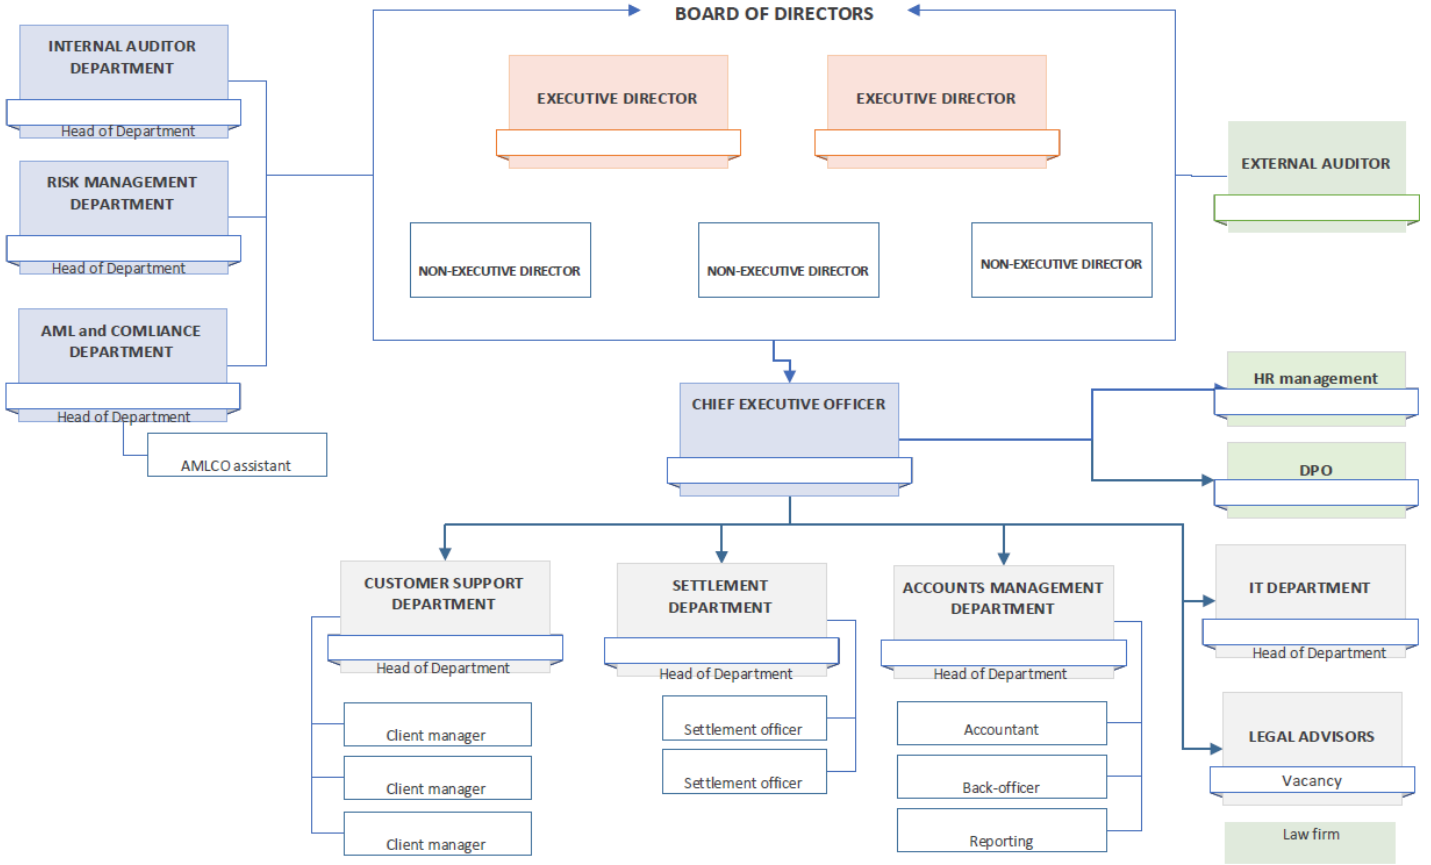 BOARD OF DIRECTORS
INTERNAL AUDITOR
DEPARTMENT
Head of Department
RISK MANAGEMENT
DEPARTMENT
Head of Department
AML and COMLIANCE
DEPARTMENT
Head of Department
AMLCO assistant
EXECUTIVE DIRECTOR
EXECUTIVE DIRECTOR
NON-EXECUTIVE DIRECTOR
NON-EXECUTIVE DIRECTOR
NON-EXECUTIVE DIRECTOR
EXTERNAL AUDITOR
CHIEF EXECUTIVE OFFICER
HR management
DPO
CUSTOMER SUPPORT
DEPARTMENT
Head of Department
Client manager
Client manager
Client manager
SETTLEMENT
DEPARTMENT
Head of Department
Settlement officer
Settlement officer
ACCOUNTS MANAGEMENT
DEPARTMENT
Head of Department
Accountant
Back-officer
Reporting
IT DEPARTMENT
Head of Department
LEGAL ADVISORS
Vacancy
Law firm